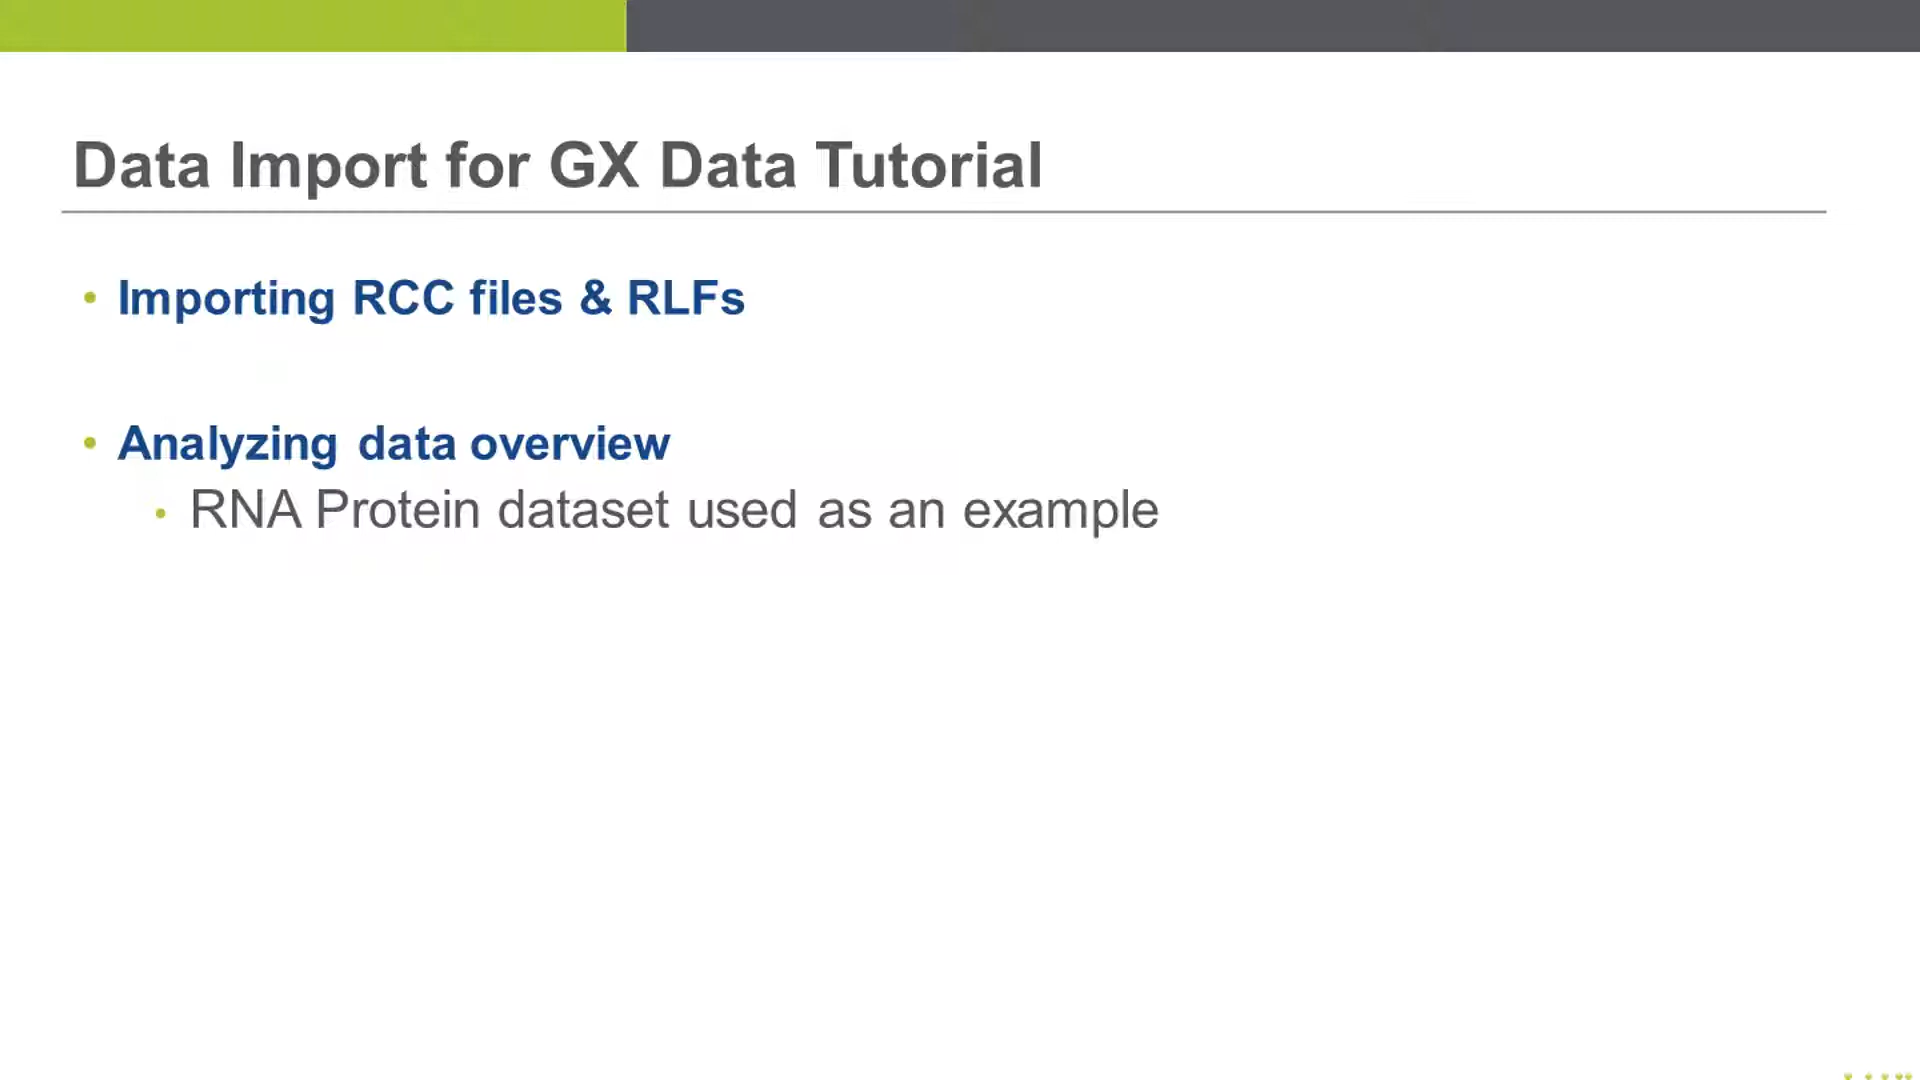 Data Import for GX Data Tutorial
• Importing RCC files & RLFs
• Analyzing data overview
• RNA Protein dataset used as an example